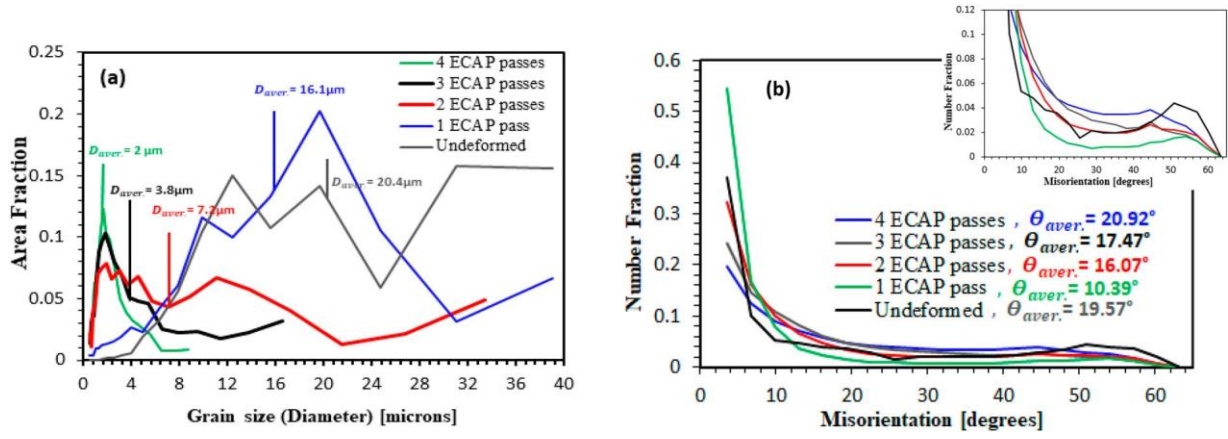 0.25
0.2
0.15
0.1
0.05
0
Area Fraction
(a)
4 ECAP passes
3 ECAP passes
2 ECAP passes
1 ECAP pass
Undeformed
D_aver.= 16.1μm
D_aver.= 2 μm
D_aver.= 3.8μm
D_aver.= 7.2μm
D_aver.= 20.4μm
0 4 8 12 16 20 24 28 32 36 40
Grain size (Diameter) [microns]
0.6
0.5
0.4
0.3
0.2
0.1
0
Number Fraction
(b)
4 ECAP passes , θaver.= 20.92°
3 ECAP passes, θaver.= 17.47°
2 ECAP passes, θaver.= 16.07°
1 ECAP pass , θaver.= 10.39°
Undeformed , θaver.= 19.57°
0 10 20 30 40 50 60
Misorientation [degrees]
0.12
0.1
0.08
0.06
0.04
0.02
0
Number Fraction
0 10 20 30 40 50 60
Misorientation [degrees]